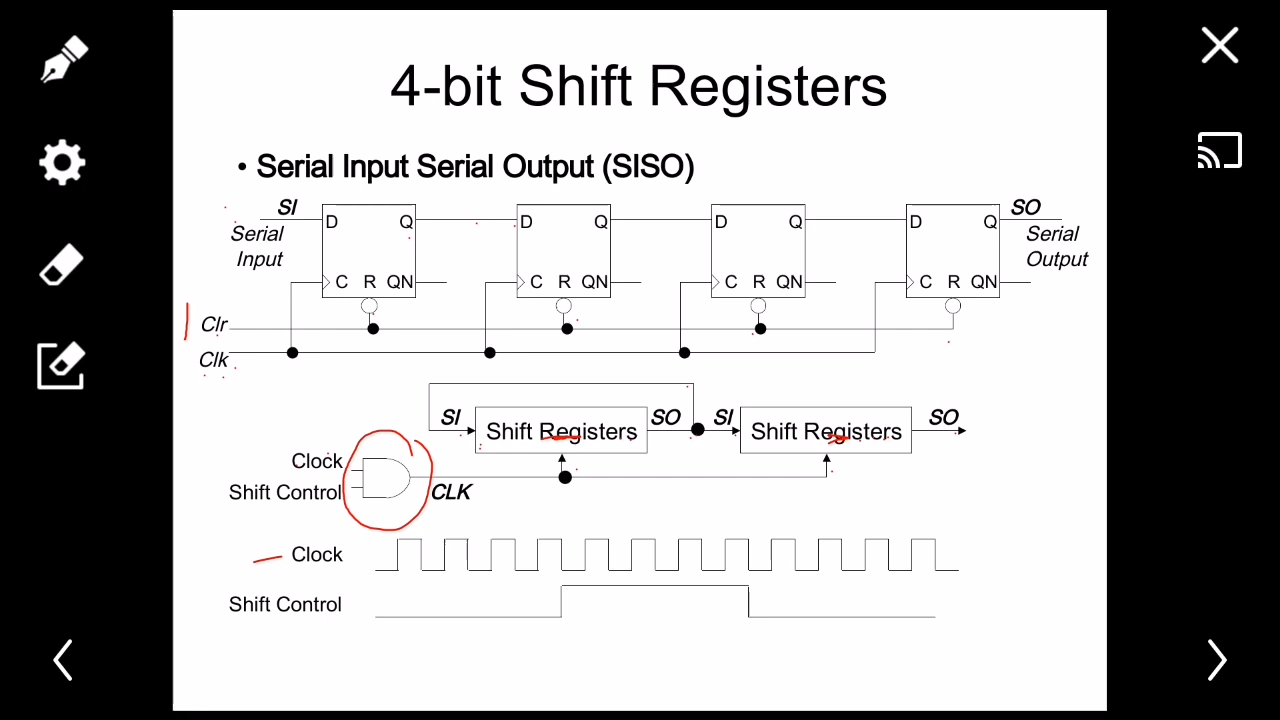 4-bit Shift Registers
• Serial Input Serial Output (SISO)
SI
SO
D Q D Q D Q D Q
Serial
Input
Serial
Output
C R QN C R QN C R QN C R QN
Clr
Clk
SI Shift Registers SO SI Shift Registers SO
Clock
Shift Control
CLK
Clock
Shift Control